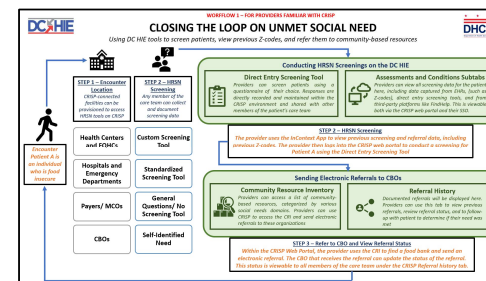 WORKFLOW 1 – FOR PROVIDERS FAMILIAR WITH CRISP
DC HIE
CLOSING THE LOOP ON UNMET SOCIAL NEED
DHC
Using DC HIE tools to screen patients, view previous Z-codes, and refer them to community-based resources
Encounter
Patient A is
an individual
who is food
insecure
STEP 1 – Encounter
Location
CRISP-connected
facilities can be
provisioned to access
HRSN tools on CRISP
Health Centers
and FQHCs
Hospitals and
Emergency
Departments
Payers/ MCOs
CBOs
STEP 2 – HRSN
Screening
Any member of the
care team can collect
and document
screening data
Custom Screening
Tool
Standardized
Screening Tool
General
Questions/ No
Screening Tool
Self-Identified
Need
Conducting HRSN Screenings on the DC HIE
Direct Entry Screening Tool
Providers can screen patients using a
questionnaire of their choice. Responses are
directly recorded and maintained within the
CRISP environment and shared with other
members of the patient's care team
Assessments and Conditions Subtabs
Providers can view all screening data for the patient
here, including data captured from EHRs, (such as
Z-codes), direct entry screening tools, and from
third-party platforms like FindHelp. This is viewable
both via the CRISP web portal and their SSO.
STEP 2 – HRSN Screening
The provider uses the InContext App to view previous screening and referral data, including
previous Z-codes. The provider then logs into the CRISP web portal to conduct a screening for
Patient A using the Direct Entry Screening Tool
Sending Electronic Referrals to CBOs
Community Resource Inventory
Providers can access a list of community-
based resources, categorized by various
social needs domains. Providers can use
CRISP to access the CRI and send electronic
referrals to these organizations
Referral History
Documented referrals will be displayed here.
Providers can use this tab to view previous
referrals, review referral status, and to follow-
up with patient to determine if their need was
met
STEP 3 – Refer to CBO and View Referral Status
Within the CRISP Web Portal, the provider uses the CRI to find a food bank and send an
electronic referral. The CBO that receives the referral can update the status of the referral.
This status is viewable to all members of the care team under the CRISP Referral history tab.